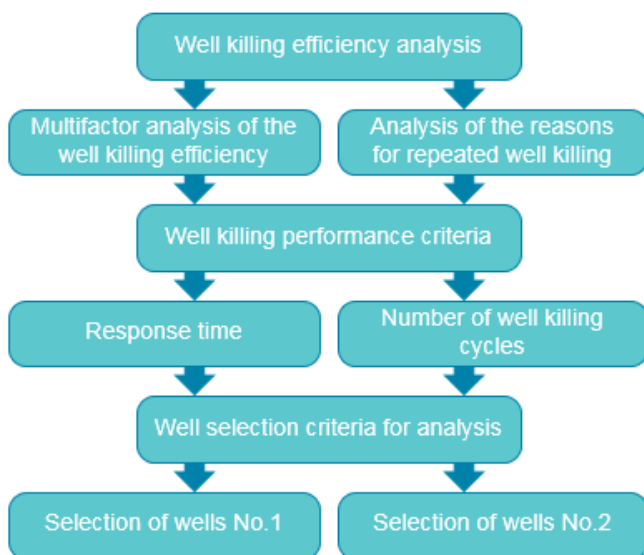 Well killing efficiency analysis
Multifactor analysis of the
well killing efficiency
Analysis of the reasons
for repeated well killing
Well killing performance criteria
Response time
Number of well killing
cycles
Well selection criteria for analysis
Selection of wells No.1
Selection of wells No.2